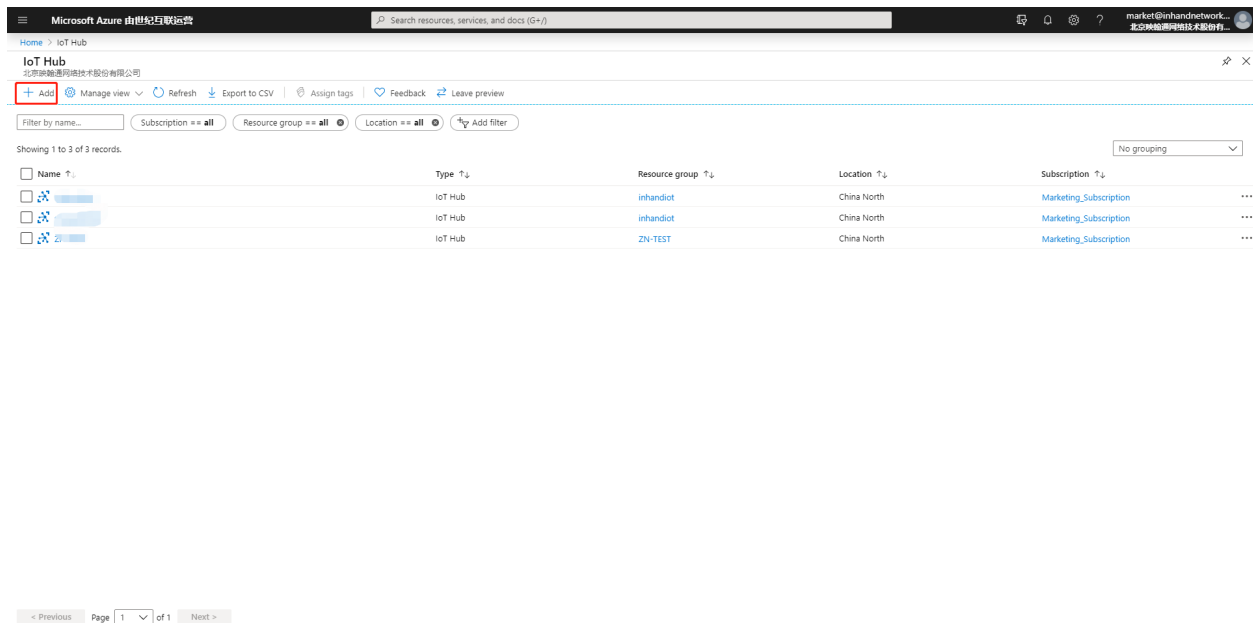 Microsoft Azure 由世纪互联运营
Search resources, services, and docs (G+/)
market@inhandnetwork...
北京映翰通网络技术股份有...
Home > IoT Hub
IoT Hub
北京映翰通网络技术股份有限公司
Add Manage view Refresh Export to CSV Assign tags Feedback Leave preview
Filter by name... Subscription == all Resource group == all Location == all Add filter
Showing 1 to 3 of 3 records. No grouping
Name Type Resource group Location Subscription
IoT Hub inhandiot China North Marketing_Subscription
IoT Hub inhandiot China North Marketing_Subscription
IoT Hub ZN-TEST China North Marketing_Subscription
< Previous Page 1 of 1 Next >